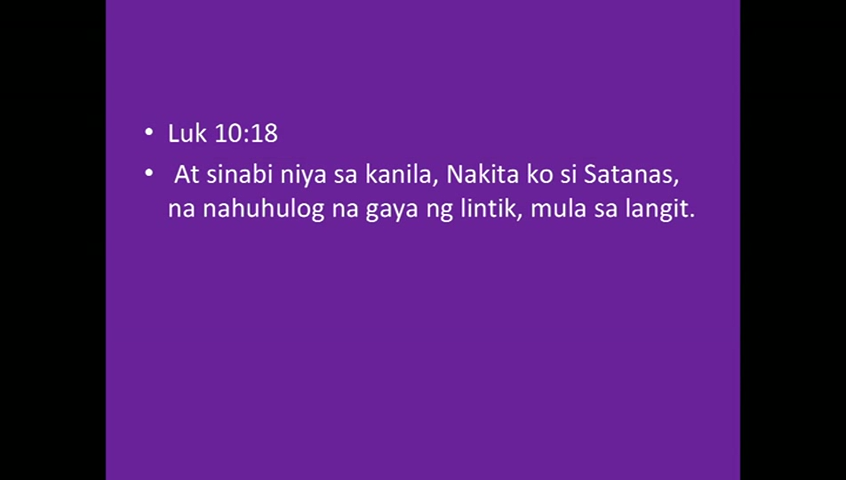 • Luk 10:18
• At sinabi niya sa kanila, Nakita ko si Satanas,
na nahuhulog na gaya ng lintik, mula sa langit.